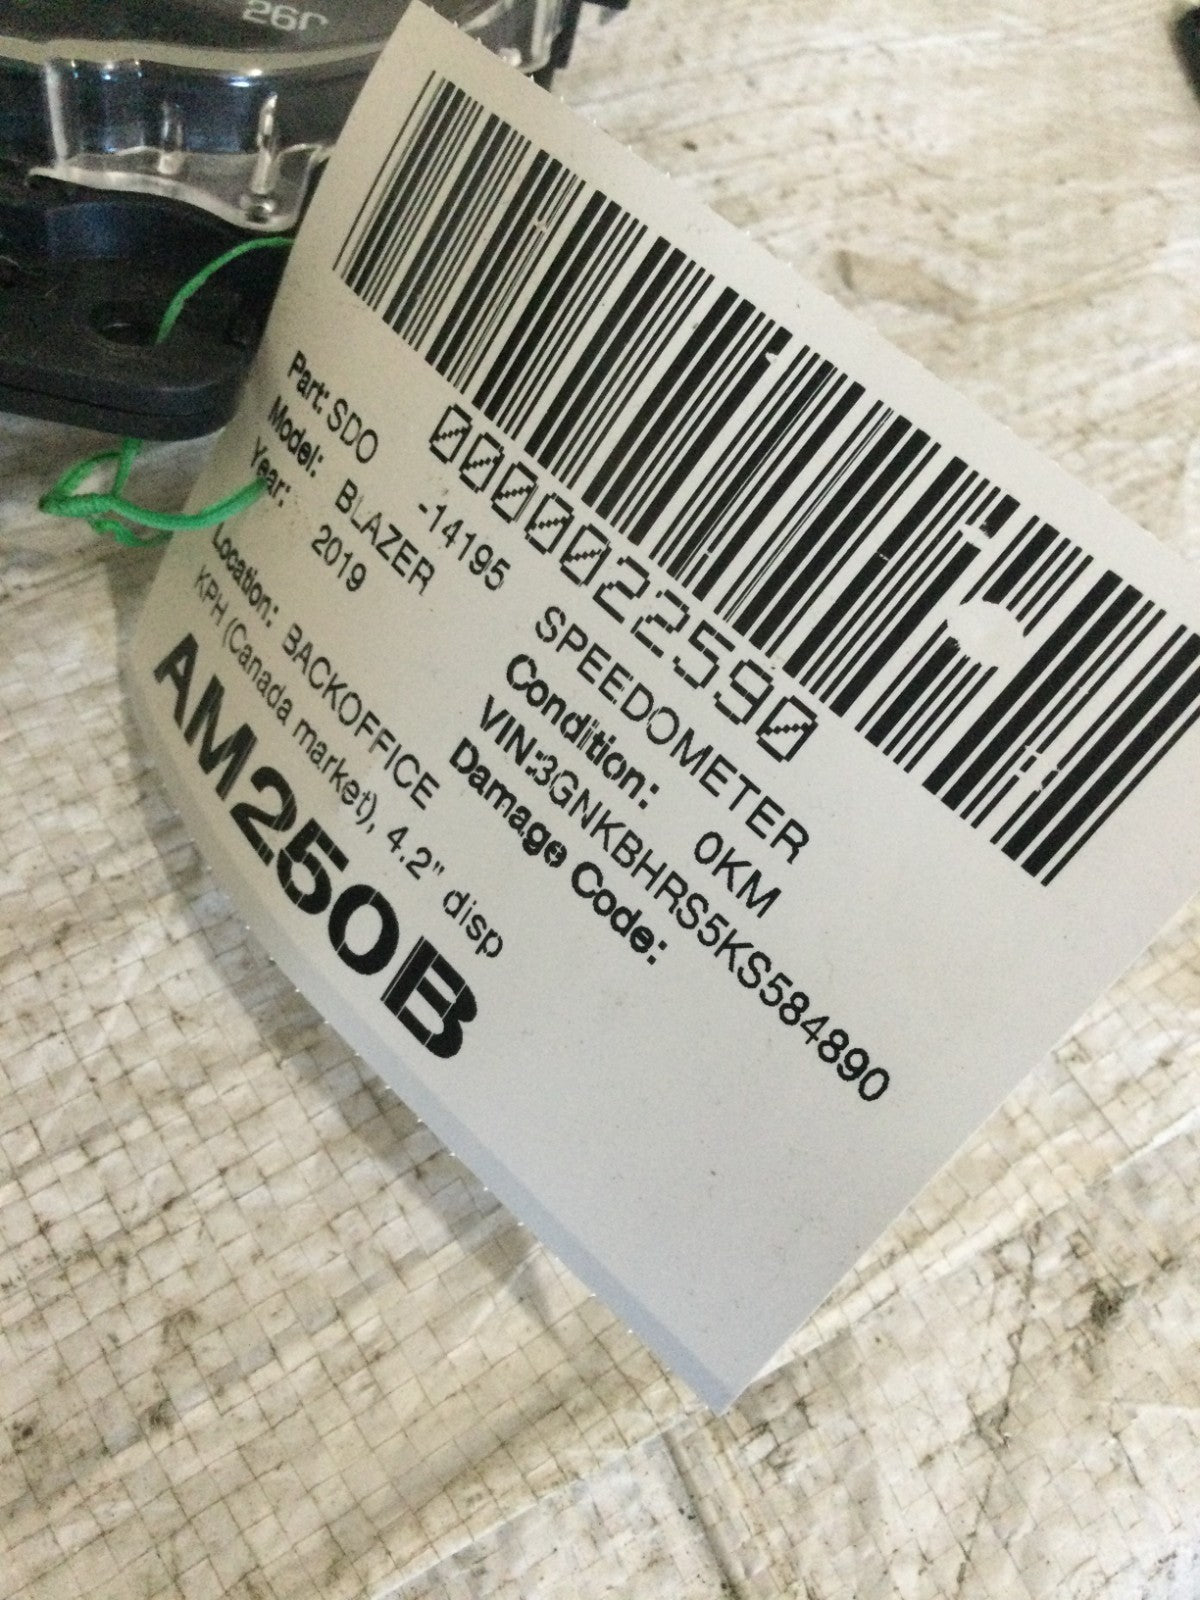 260
0000022590
Part: SDO -14195 SPEEDOMETER
Model: BLAZER Condition: 0KM
Year: 2019 VIN:3GNKBHRS5KS584890
Damage Code:
Location: BACKOFFICE
KPH (Canada market), 4.2" disp
AM250B